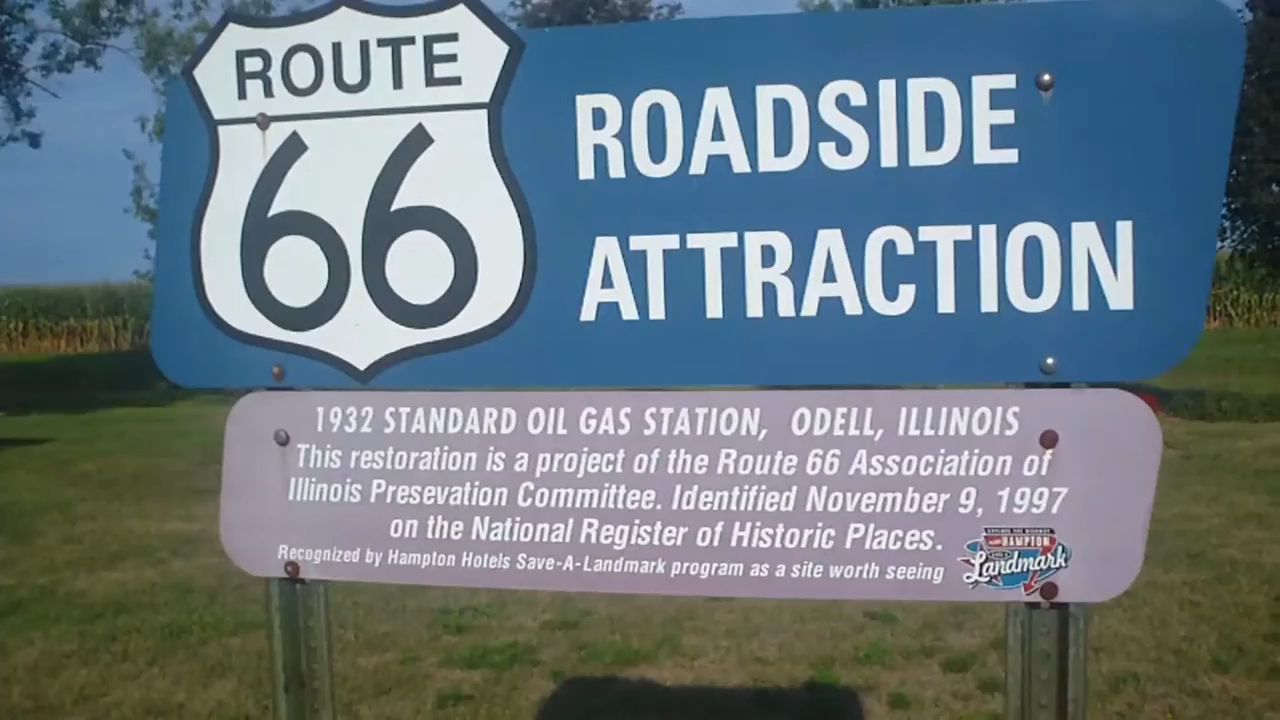 ROUTE
66
ROADSIDE
ATTRACTION
1932 STANDARD OIL GAS STATION, ODELL, ILLINOIS
This restoration is a project of the Route 66 Association of
Illinois Presevation Committee. Identified November 9, 1997
on the National Register of Historic Places.
Recognized by Hampton Hotels Save-A-Landmark program as a site worth seeing
HAMPTON
Landmark